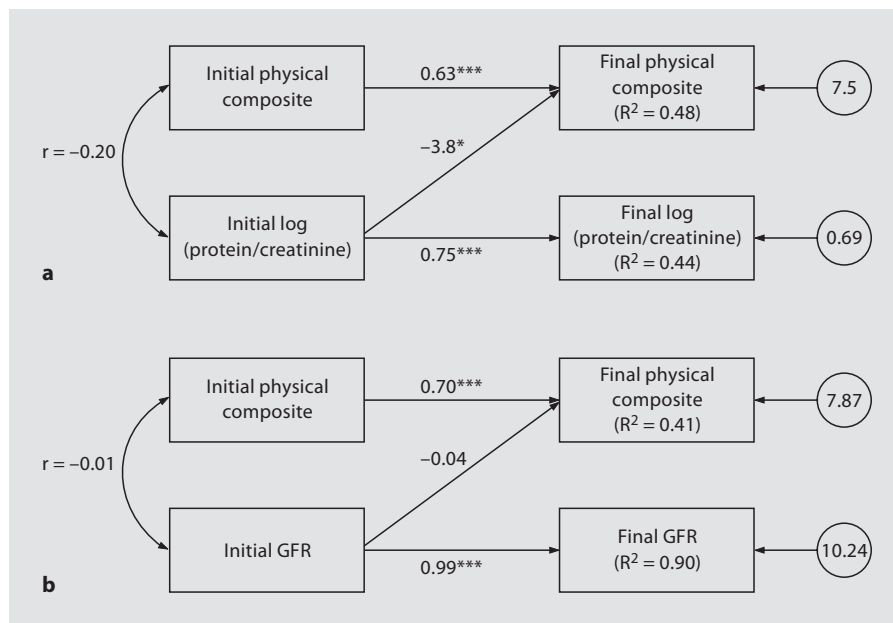 Initial physical
composite
0.63***
Final physical
composite
(R² = 0.48)
7.5
r = –0.20
–3.8*
Initial log
(protein/creatinine)
0.75***
Final log
(protein/creatinine)
(R² = 0.44)
0.69
a
Initial physical
composite
0.70***
Final physical
composite
(R² = 0.41)
7.87
r = –0.01
–0.04
Initial GFR
0.99***
Final GFR
(R² = 0.90)
10.24
b